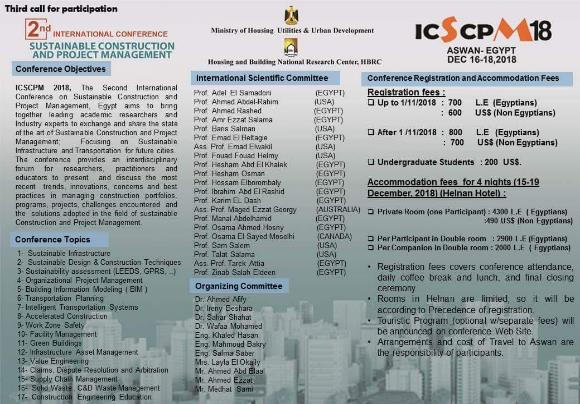 Third call for participation
2nd INTERNATIONAL CONFERENCE
SUSTAINABLE CONSTRUCTION
AND PROJECT MANAGEMENT
Ministry of Housing Utilities & Urban Development
Housing and Building National Research Center, HBRC
ICSCPM18
ASWAN- EGYPT
DEC 16-18,2018
Conference Objectives
ICSCPM 2018, The Second International
Conference on Sustainable Construction and
Project Management, Egypt aims to bring
together leading academic researchers and
Industry experts to exchange and share the state
of the art of Sustainable Construction and Project
Management; Focusing on Sustainable
Infrastructure and Transportation for future cities.
The conference provides an interdisciplinary
forum for researchers, practitioners and
educators to present and discuss the most
recent trends, innovations, concerns and best
practices in managing construction portfolios,
programs, projects, challenges encountered and
the solutions adopted in the field of sustainable
Construction and Project Management.
Conference Topics
1- Sustainable Infrastructure
2- Sustainable Design & Construction Techniques
3- Sustainability assessment (LEEDS, GPRS, ..)
4- Organizational Project Management
5- Building Information Modeling ( BIM )
6- Transportation Planning
7- Intelligent Transportation Systems
8- Accelerated Construction
9- Work Zone Safety
10- Facility Management
11- Green Buildings
12- Infrastructure Asset Management
13- Value Engineering
14- Claims, Dispute Resolution and Arbitration
15- Supply Chain Management
16- Solid Waste, C&D Waste Management
17- Construction Engineering Education
International Scientific Committee
Prof. Adel El Samadoni (EGYPT)
Prof. Ahmed Abdel-Rahim (USA)
Prof. Ahmed Rashed (EGYPT)
Prof. Amr Ezzat Salama (EGYPT)
Prof. Bens Salman (USA)
Prof. Emad El Beltagie (EGYPT)
Ass. Prof. Emad Elwakil (USA)
Prof. Fouad Fouad Helmy (USA)
Prof. Hesham Abd El Khalek (EGYPT)
Prof. Hesham Osman (EGYPT)
Prof. Hossam Elborombaly (EGYPT)
Prof. Ibrahim Abd El Rashid (EGYPT)
Prof. Karim EL Dash (EGYPT)
Ass. Prof. Maged Ezzat Georgy (AUSTRALIA)
Prof. Manal Abdelhamid (EGYPT)
Prof. Osama Ahmed Hosny (EGYPT)
Prof. Osama El Sayed Moselhi (CANADA)
Prof. Sam Salem (USA)
Prof. Talat Salama (USA)
Ass. Prof. Tarek Attia (EGYPT)
Prof. Zinab Salah Eldeen (EGYPT)
Organizing Committee
Dr. Ahmed Afify
Dr. Ireny Beshara
Dr. Sahar Shahat
Dr. Wafaa Mohamed
Eng. Khaled Hasan
Eng. Mahmoud Bakry
Eng. Salma Saber
Mrs. Layla El Okaily
Mr. Ahmed Abd Elaal
Mr. Ahmed Ezzat
Mr. Medhat Sami
Conference Registration and Accommodation Fees
Registration fees :
Up to 1/11/2018 : 700 L.E (Egyptians)
: 600 US$ (Non Egyptians)
After 1 /11/2018 : 800 L.E (Egyptians)
: 700 US$ (Non Egyptians)
Undergraduate Students : 200 US$.
Accommodation fees for 4 nights (15-19
December, 2018) (Helnan Hotel) :
Private Room (one Participant) : 4300 L.E ( Egyptians)
:490 US$ (Non Egyptians)
Per Participant in Double room : 2900 L.E ( Egyptians)
Per Companion in Double room : 2000 L.E ( Egyptians)
• Registration fees covers conference attendance,
daily coffee break and lunch, and final closing
ceremony.
• Rooms in Helnan are limited, so it will be
according to Precedence of registration.
• Touristic Program (optional w/separate fees) will
be announced on conference Web Site.
• Arrangements and cost of Travel to Aswan are
the responsibility of participants.